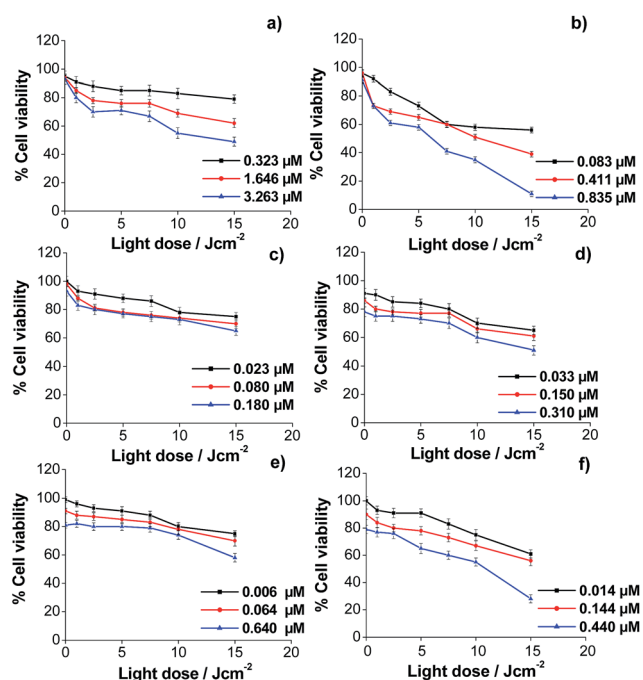 a)
120
100
80
60
40
20
0
% Cell viability
0.323 µM
1.646 µM
3.263 µM
0 5 10 15 20
Light dose / Jcm-2
b)
120
100
80
60
40
20
0
% Cell viability
0.083 µM
0.411 µM
0.835 µM
0 5 10 15 20
Light dose / Jcm-2
c)
120
100
80
60
40
20
0
% Cell viability
0.023 µM
0.080 µM
0.180 µM
0 5 10 15 20
Light dose / Jcm-2
d)
120
100
80
60
40
20
0
% Cell viability
0.033 µM
0.150 µM
0.310 µM
0 5 10 15 20
Light dose / Jcm-2
e)
120
100
80
60
40
20
0
% Cell viability
0.006 µM
0.064 µM
0.640 µM
0 5 10 15 20
Light dose / Jcm-2
f)
120
100
80
60
40
20
0
% Cell viability
0.014 µM
0.144 µM
0.440 µM
0 5 10 15 20
Light dose / Jcm-2